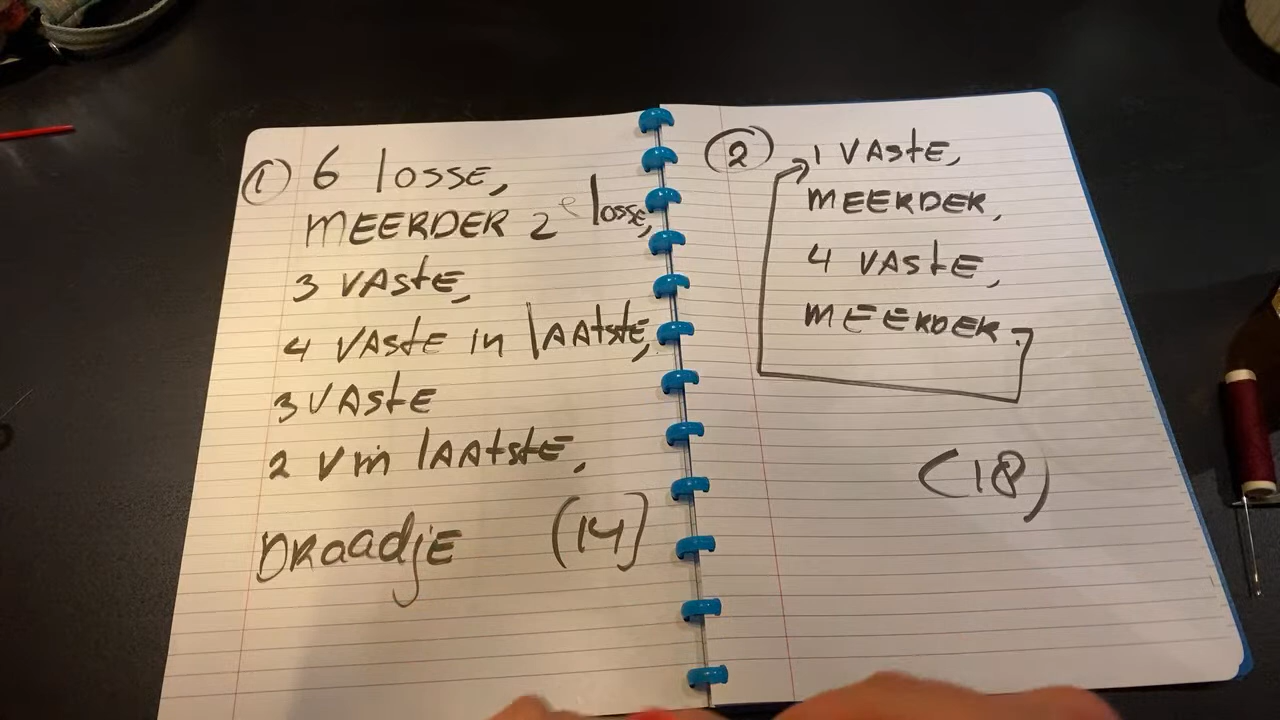 ① 6 losse,
MEERDER 2e losse,
3 VASTE,
4 VASTE in lAAtstE,
3 VASTE
2 V in lAAtstE,
DRaadjE (14)
② 1 VASTE,
MEERDER,
4 VASTE,
MEERDER,
(18)